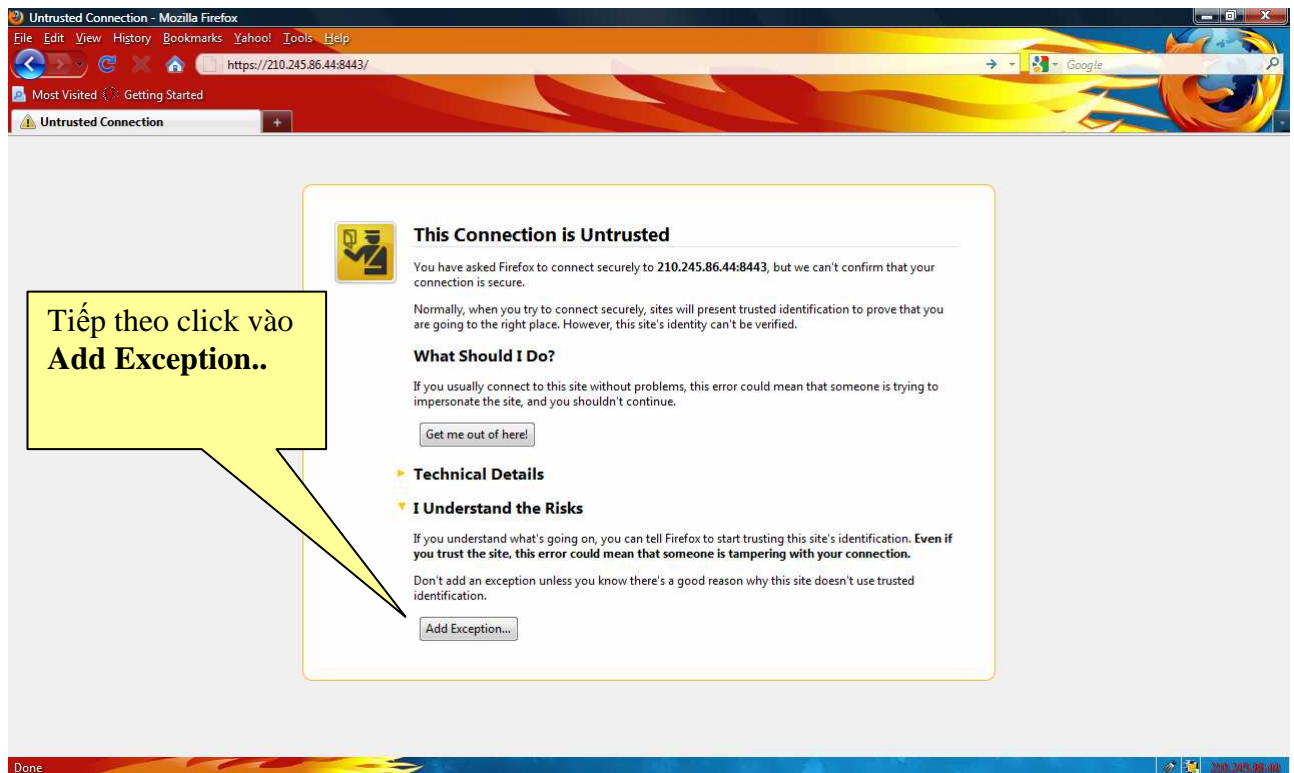 Untrusted Connection - Mozilla Firefox
File Edit View History Bookmarks Yahoo! Tools Help
https://210.245.86.44:8443/
Google
Most Visited Getting Started
Untrusted Connection
This Connection is Untrusted
You have asked Firefox to connect securely to 210.245.86.44:8443, but we can't confirm that your
connection is secure.
Normally, when you try to connect securely, sites will present trusted identification to prove that you
are going to the right place. However, this site's identity can't be verified.
What Should I Do?
If you usually connect to this site without problems, this error could mean that someone is trying to
impersonate the site, and you shouldn't continue.
Get me out of here!
Technical Details
I Understand the Risks
If you understand what's going on, you can tell Firefox to start trusting this site's identification. Even if
you trust the site, this error could mean that someone is tampering with your connection.
Don't add an exception unless you know there's a good reason why this site doesn't use trusted
identification.
Add Exception...
Tiếp theo click vào
Add Exception..
Done
210.245.86.44